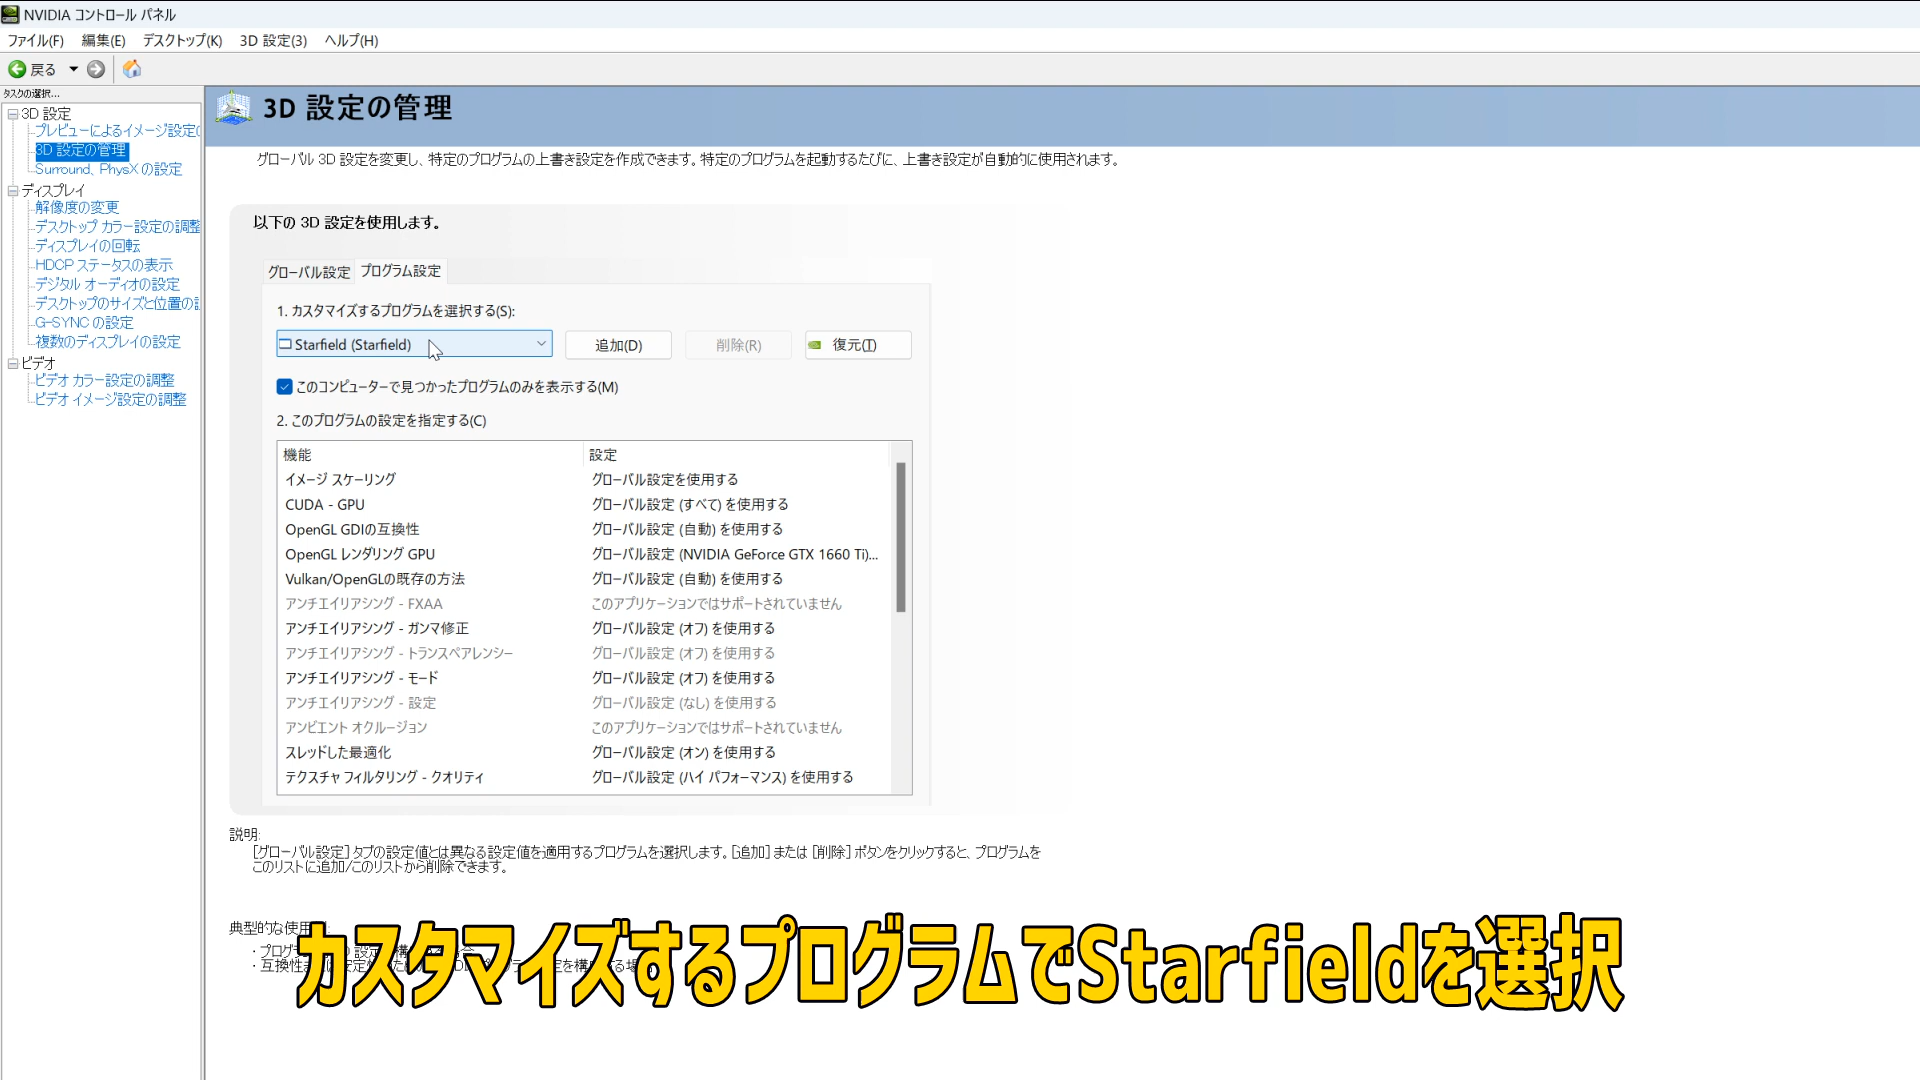 NVIDIA コントロール パネル
ファイル(F) 編集(E) デスクトップ(K) 3D 設定(3) ヘルプ(H)
戻る
タスクの選択...
3D 設定
プレビューによるイメージ設定の
3D 設定の管理
Surround、PhysX の設定
ディスプレイ
解像度の変更
デスクトップ カラー設定の調整
ディスプレイの回転
HDCP ステータスの表示
デジタル オーディオの設定
デスクトップのサイズと位置の
G-SYNC の設定
複数のディスプレイの設定
ビデオ
ビデオ カラー設定の調整
ビデオ イメージ設定の調整
3D 設定の管理
グローバル 3D 設定を変更し、特定のプログラムの上書き設定を作成できます。特定のプログラムを起動するたびに、上書き設定が自動的に使用されます。
以下の 3D 設定を使用します。
グローバル設定 プログラム設定
1. カスタマイズするプログラムを選択する(S):
Starfield (Starfield) 追加(D) 削除(R) 復元(T)
このコンピューターで見つかったプログラムのみを表示する(M)
2. このプログラムの設定を指定する(C)
機能 設定
イメージ スケーリング グローバル設定を使用する
CUDA - GPU グローバル設定 (すべて) を使用する
OpenGL GDIの互換性 グローバル設定 (自動) を使用する
OpenGL レンダリング GPU グローバル設定 (NVIDIA GeForce GTX 1660 Ti)...
Vulkan/OpenGLの既存の方法 グローバル設定 (自動) を使用する
アンチエイリアシング - FXAA このアプリケーションではサポートされていません
アンチエイリアシング - ガンマ修正 グローバル設定 (オフ) を使用する
アンチエイリアシング - トランスペアレンシー グローバル設定 (オフ) を使用する
アンチエイリアシング - モード グローバル設定 (オフ) を使用する
アンチエイリアシング - 設定 グローバル設定 (なし) を使用する
アンビエント オクルージョン このアプリケーションではサポートされていません
スレッドした最適化 グローバル設定 (オン) を使用する
テクスチャ フィルタリング - クオリティ グローバル設定 (ハイ パフォーマンス) を使用する
説明:
[グローバル設定] タブの設定値とは異なる設定値を適用するプログラムを選択します。[追加] または [削除] ボタンをクリックすると、プログラムを
このリストに追加/このリストから削除できます。
典型的な使用
カスタマイズするプログラムでStarfieldを選択